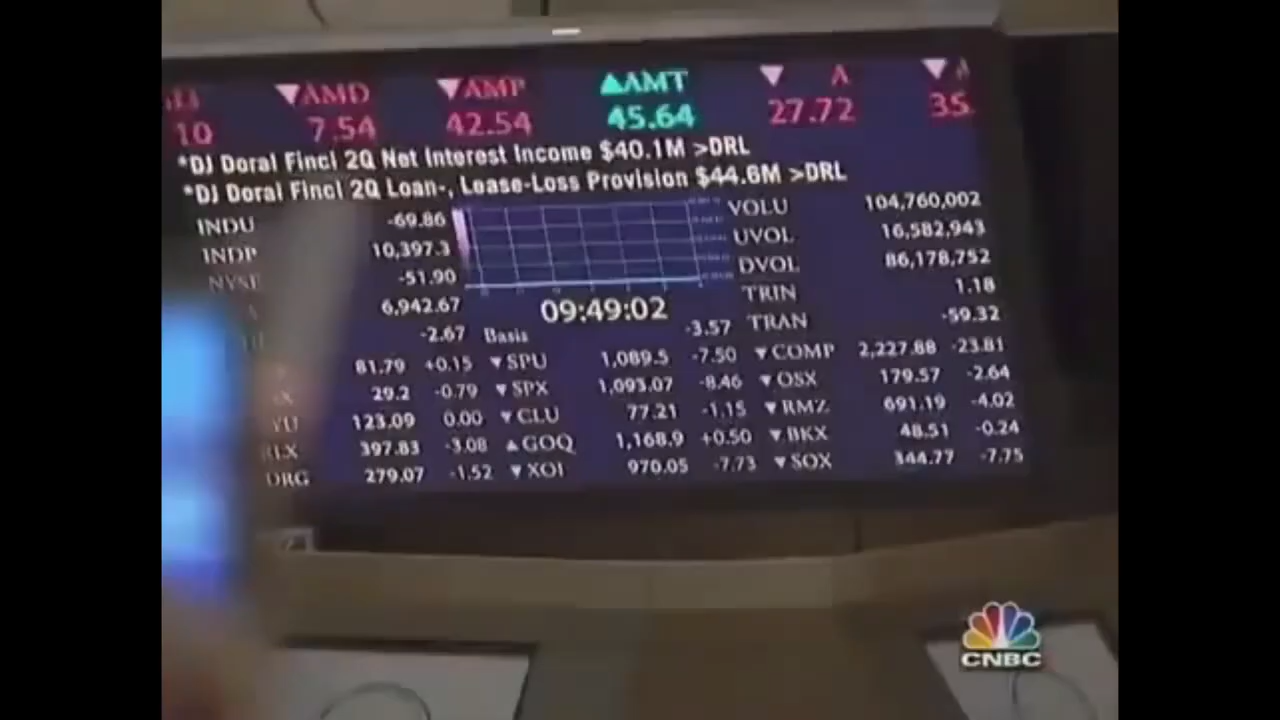 ▼AMD ▼AMP ▲AMT ▼ A ▼
10 7.54 42.54 45.64 27.72 35.
*DJ Doral Fincl 2Q Net Interest Income $40.1M >DRL
*DJ Doral Fincl 2Q Loan-, Lease-Loss Provision $44.6M >DRL
INDU -69.86 VOLU 104,760,002
INDP 10,397.3 UVOL 16,582,943
NYSE -51.90 DVOL 86,178,752
6,942.67 09:49:02 TRIN 1.18
-2.67 Basis -3.57 TRAN -59.32
81.79 +0.15 ▼SPU 1,089.5 -7.50 ▼COMP 2,227.88 -23.81
29.2 -0.79 ▼SPX 1,093.07 -8.46 ▼OSX 179.57 -2.64
123.09 0.00 ▼CLU 77.21 -1.15 ▼RMZ 691.19 -4.02
397.83 -3.08 ▲GOQ 1,168.9 +0.50 ▼BKX 48.51 -0.24
DRG 279.07 -1.52 ▼XOI 970.05 -7.73 ▼SOX 344.77 -7.75
CNBC